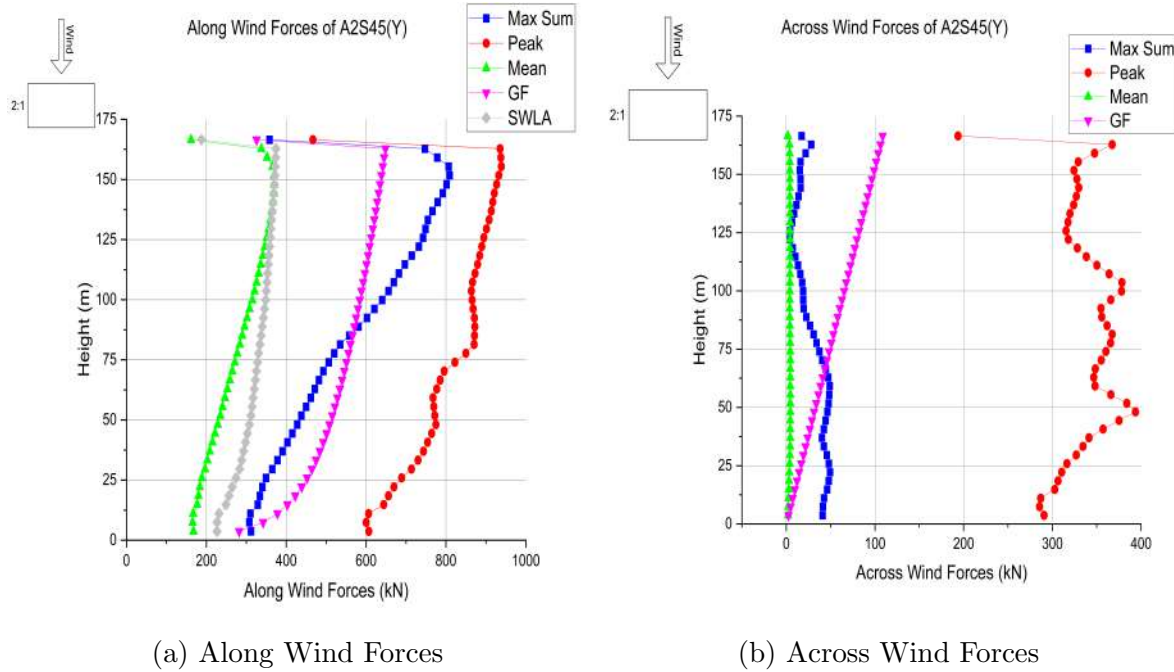 Along Wind Forces of A2S45(Y)
Wind
2:1
Max Sum
Peak
Mean
GF
SWLA
175
150
125
100
75
50
25
0
Height (m)
0 200 400 600 800 1000
Along Wind Forces (kN)
(a) Along Wind Forces
Across Wind Forces of A2S45(Y)
Wind
2:1
Max Sum
Peak
Mean
GF
175
150
125
100
75
50
25
0
Height (m)
0 100 200 300 400
Across Wind Forces (kN)
(b) Across Wind Forces